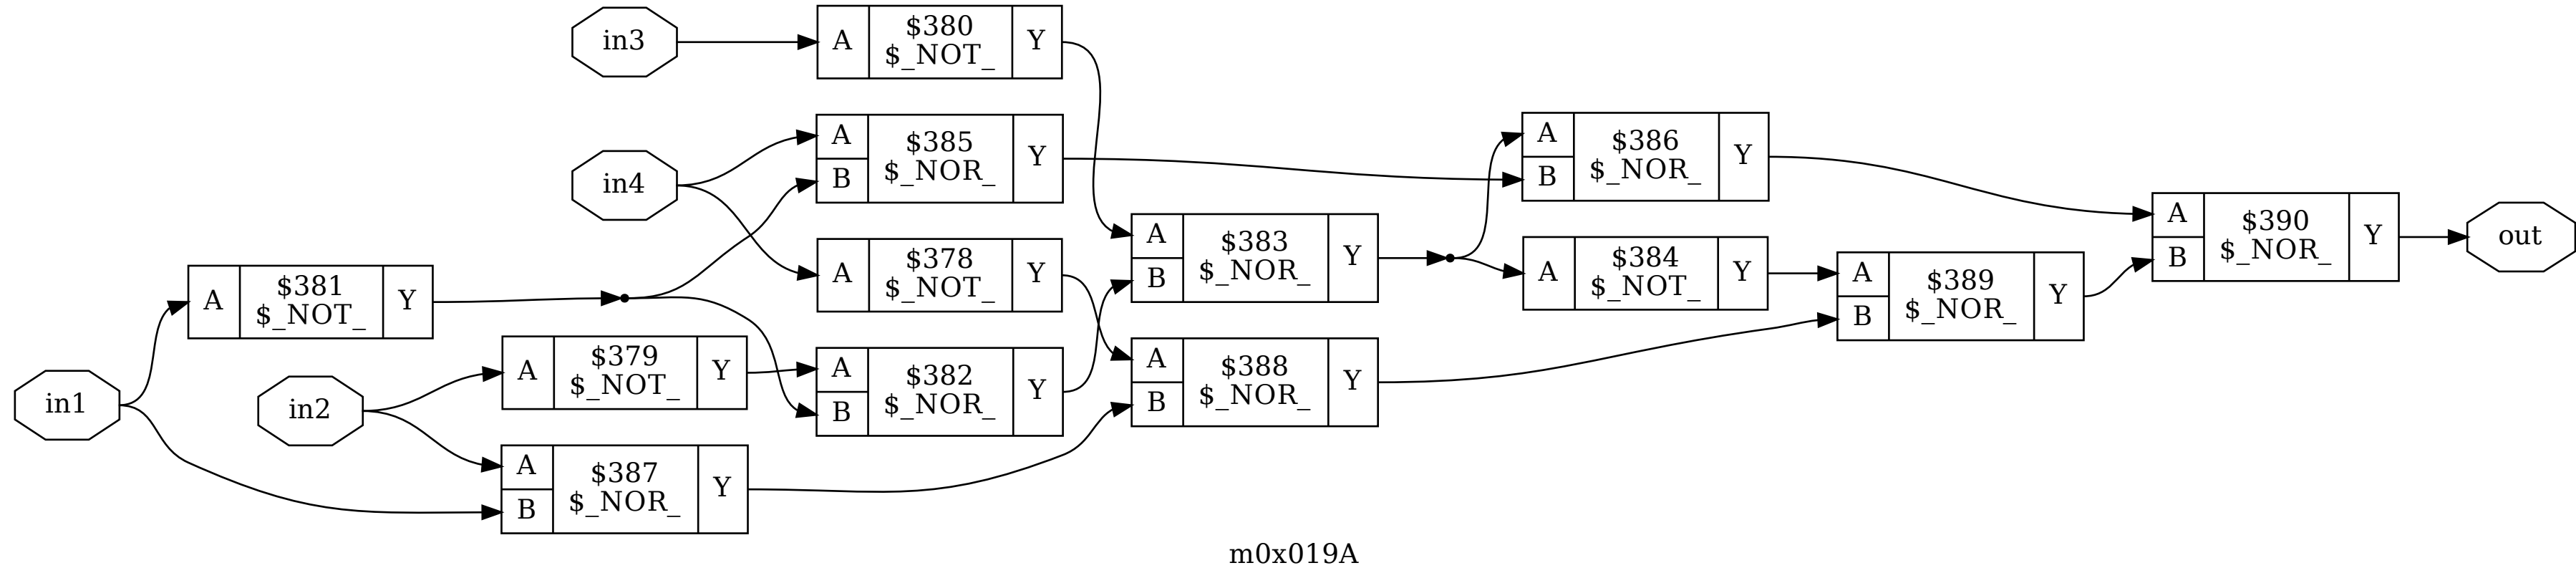 in3
A
$380
$_NOT_
Y
in4
A
B
$385
$_NOR_
Y
A
$378
$_NOT_
Y
in1
A
$381
$_NOT_
Y
in2
A
$379
$_NOT_
Y
A
B
$382
$_NOR_
Y
A
B
$387
$_NOR_
Y
A
B
$383
$_NOR_
Y
A
B
$388
$_NOR_
Y
A
B
$386
$_NOR_
Y
A
$384
$_NOT_
Y
A
B
$389
$_NOR_
Y
A
B
$390
$_NOR_
Y
out
m0x019A